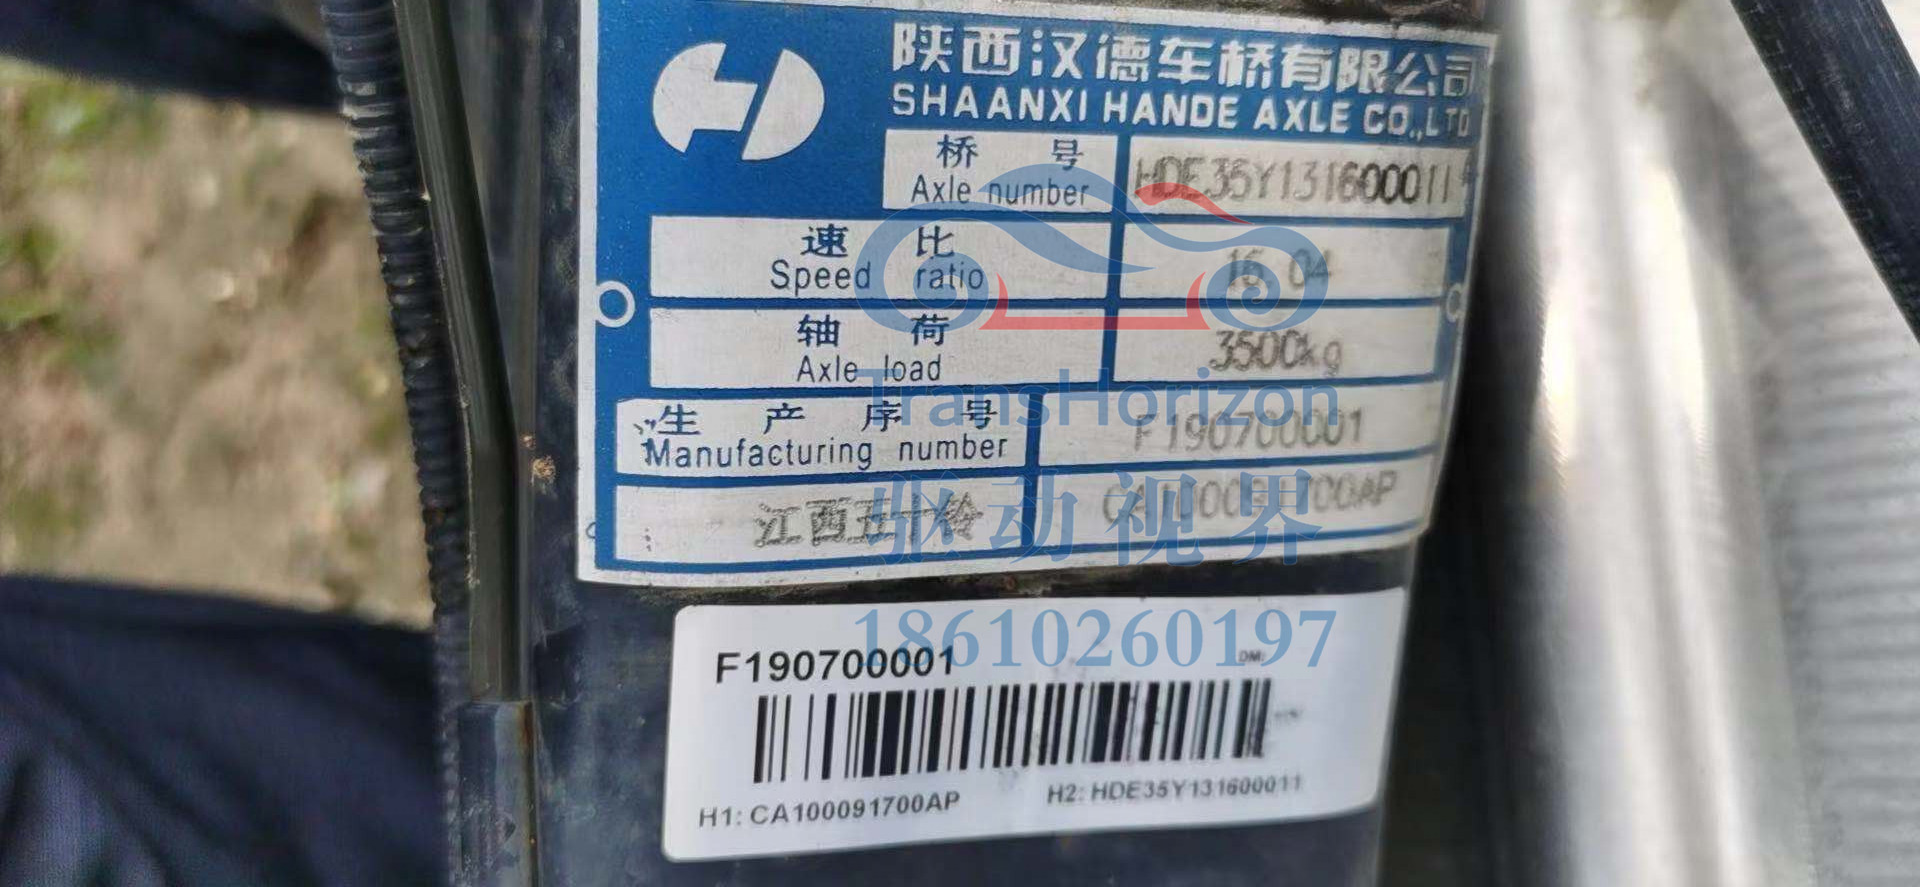 陕西汉德车桥有限公司
SHAANXI HANDE AXLE CO.,LTD
桥 号
Axle number
HDE35Y131600011
速 比
Speed ratio
16.04
轴 荷
Axle load
3500kg
TransHorizon
生 产 序 号
Manufacturing number
F190700001
江西五十铃
CA100091700AP
驱动视界
18610260197
F190700001
DM:
H1: CA100091700AP
H2: HDE35Y131600011